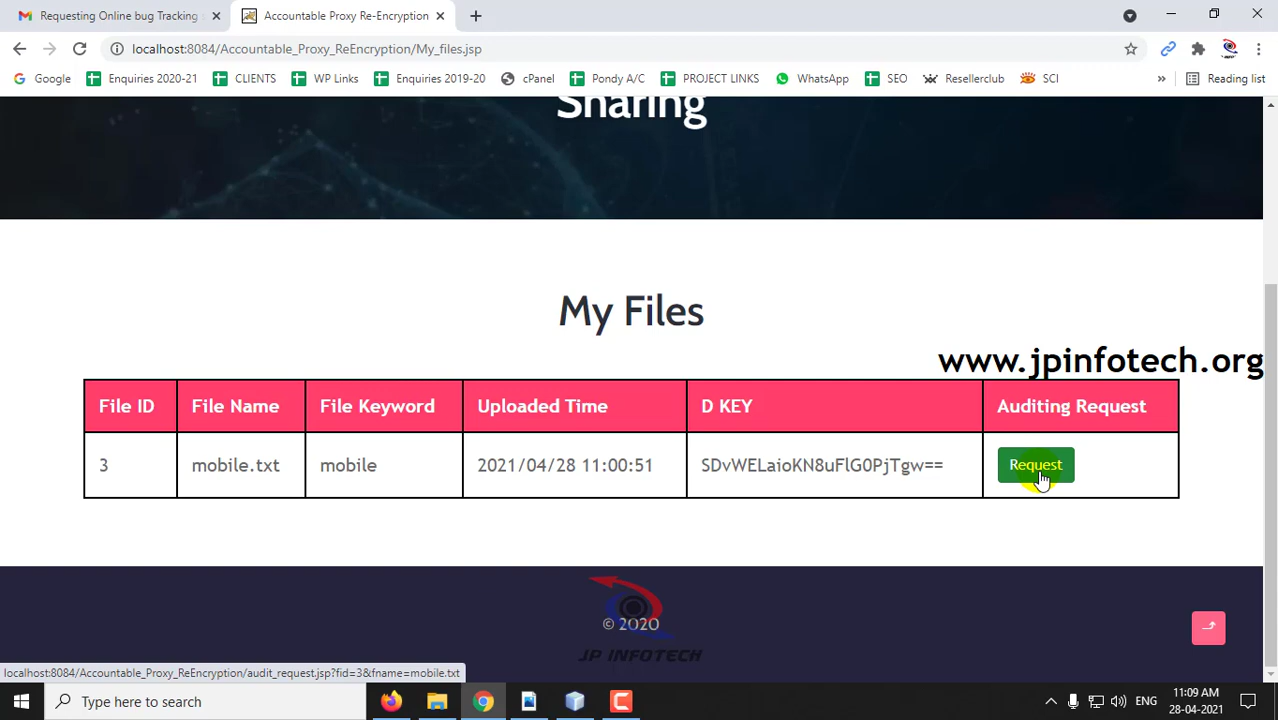 Requesting Online bug Tracking
Accountable Proxy Re-Encryption
localhost:8084/Accountable_Proxy_ReEncryption/My_files.jsp
Google
Enquiries 2020-21
CLIENTS
WP Links
Enquiries 2019-20
cPanel
Pondy A/C
PROJECT LINKS
WhatsApp
SEO
Resellerclub
SCI
»
Reading list
Sharing
My Files
www.jpinfotech.org
File ID File Name File Keyword Uploaded Time D KEY Auditing Request
3 mobile.txt mobile 2021/04/28 11:00:51 SDvWELaioKN8uFlG0PjTgw== Request
© 2020
JP INFOTECH
localhost:8084/Accountable_Proxy_ReEncryption/audit_request.jsp?fid=3&fname=mobile.txt
Type here to search
ENG
11:09 AM
28-04-2021